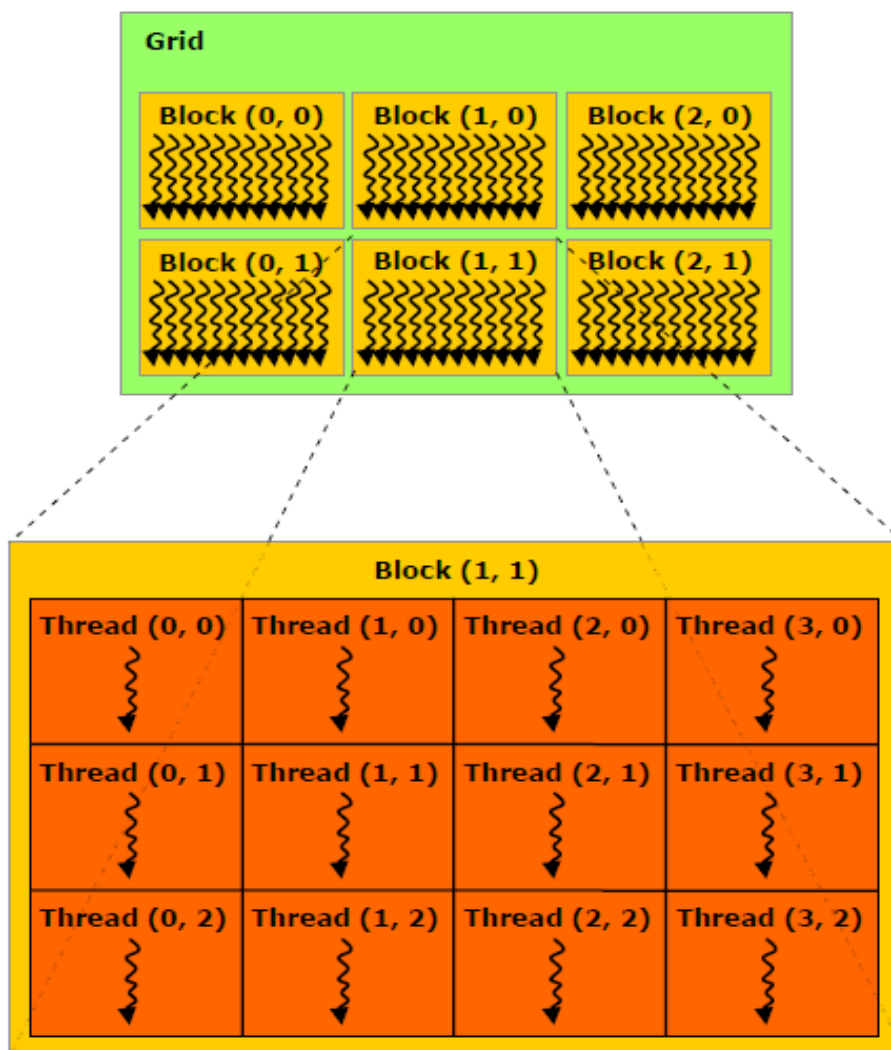 Grid
Block (0, 0) Block (1, 0) Block (2, 0)
Block (0, 1) Block (1, 1) Block (2, 1)
Block (1, 1)
Thread (0, 0) Thread (1, 0) Thread (2, 0) Thread (3, 0)
Thread (0, 1) Thread (1, 1) Thread (2, 1) Thread (3, 1)
Thread (0, 2) Thread (1, 2) Thread (2, 2) Thread (3, 2)